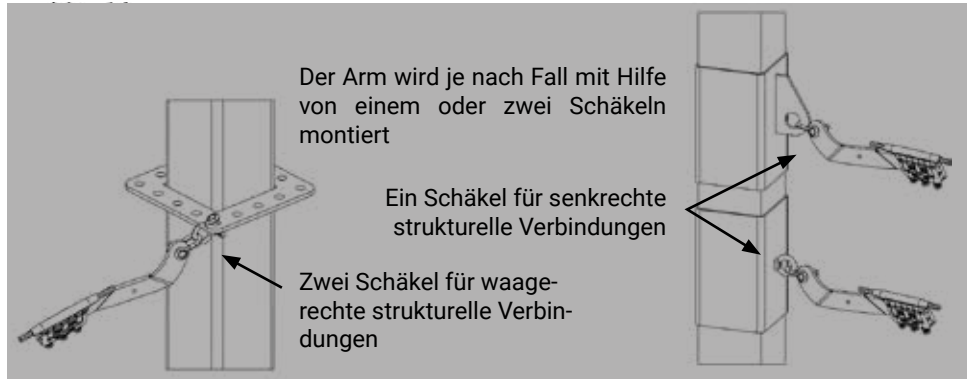 Der Arm wird je nach Fall mit Hilfe
von einem oder zwei Schäkeln
montiert
Ein Schäkel für senkrechte
strukturelle Verbindungen
Zwei Schäkel für waage-
rechte strukturelle Verbin-
dungen